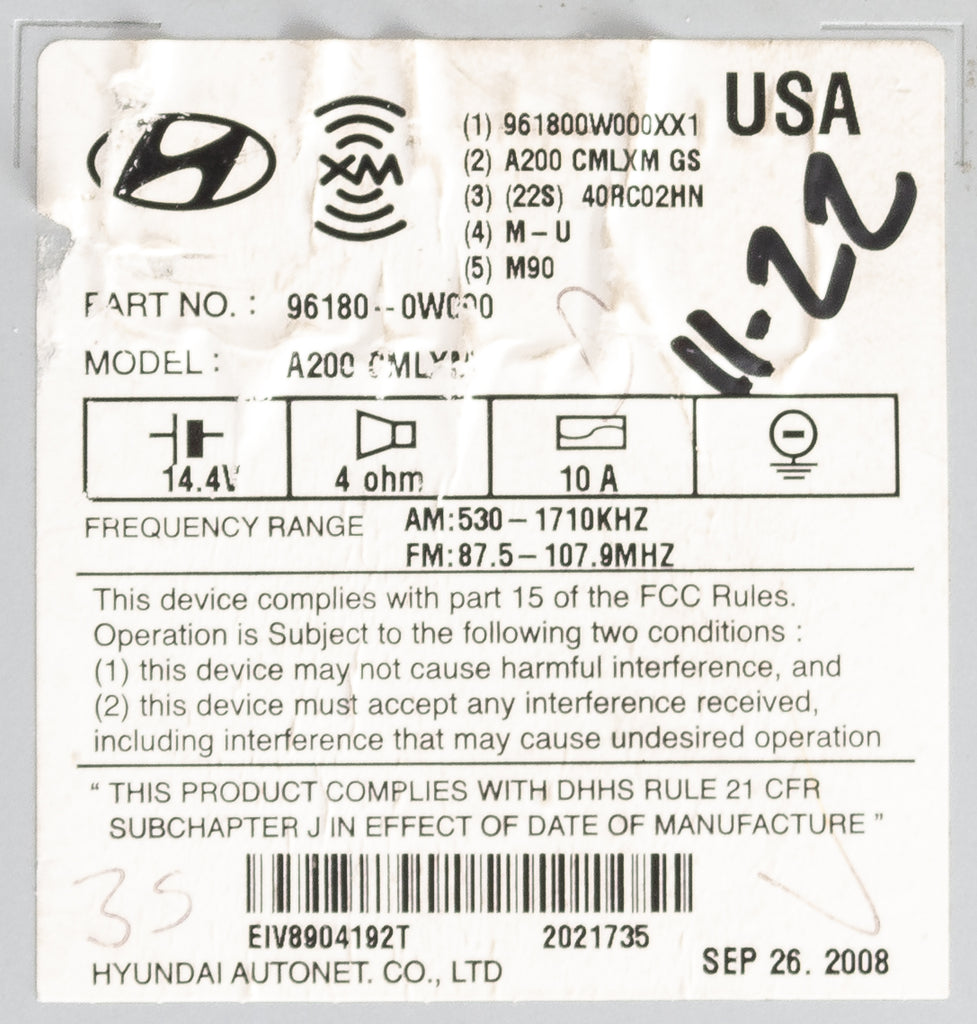 USA
XM
(1) 961800W000XX1
(2) A200 CMLXM GS
(3) (22S) 40RC02HN
(4) M-U
(5) M90
11-22
PART NO. : 96180--0W000
MODEL : A200 CMLXM
14.4V 4 ohm 10 A
FREQUENCY RANGE AM:530-1710KHZ
FM:87.5-107.9MHZ
This device complies with part 15 of the FCC Rules.
Operation is Subject to the following two conditions :
(1) this device may not cause harmful interference, and
(2) this device must accept any interference received,
including interference that may cause undesired operation
“ THIS PRODUCT COMPLIES WITH DHHS RULE 21 CFR
SUBCHAPTER J IN EFFECT OF DATE OF MANUFACTURE ”
35
EIV8904192T 2021735
HYUNDAI AUTONET. CO., LTD SEP 26. 2008